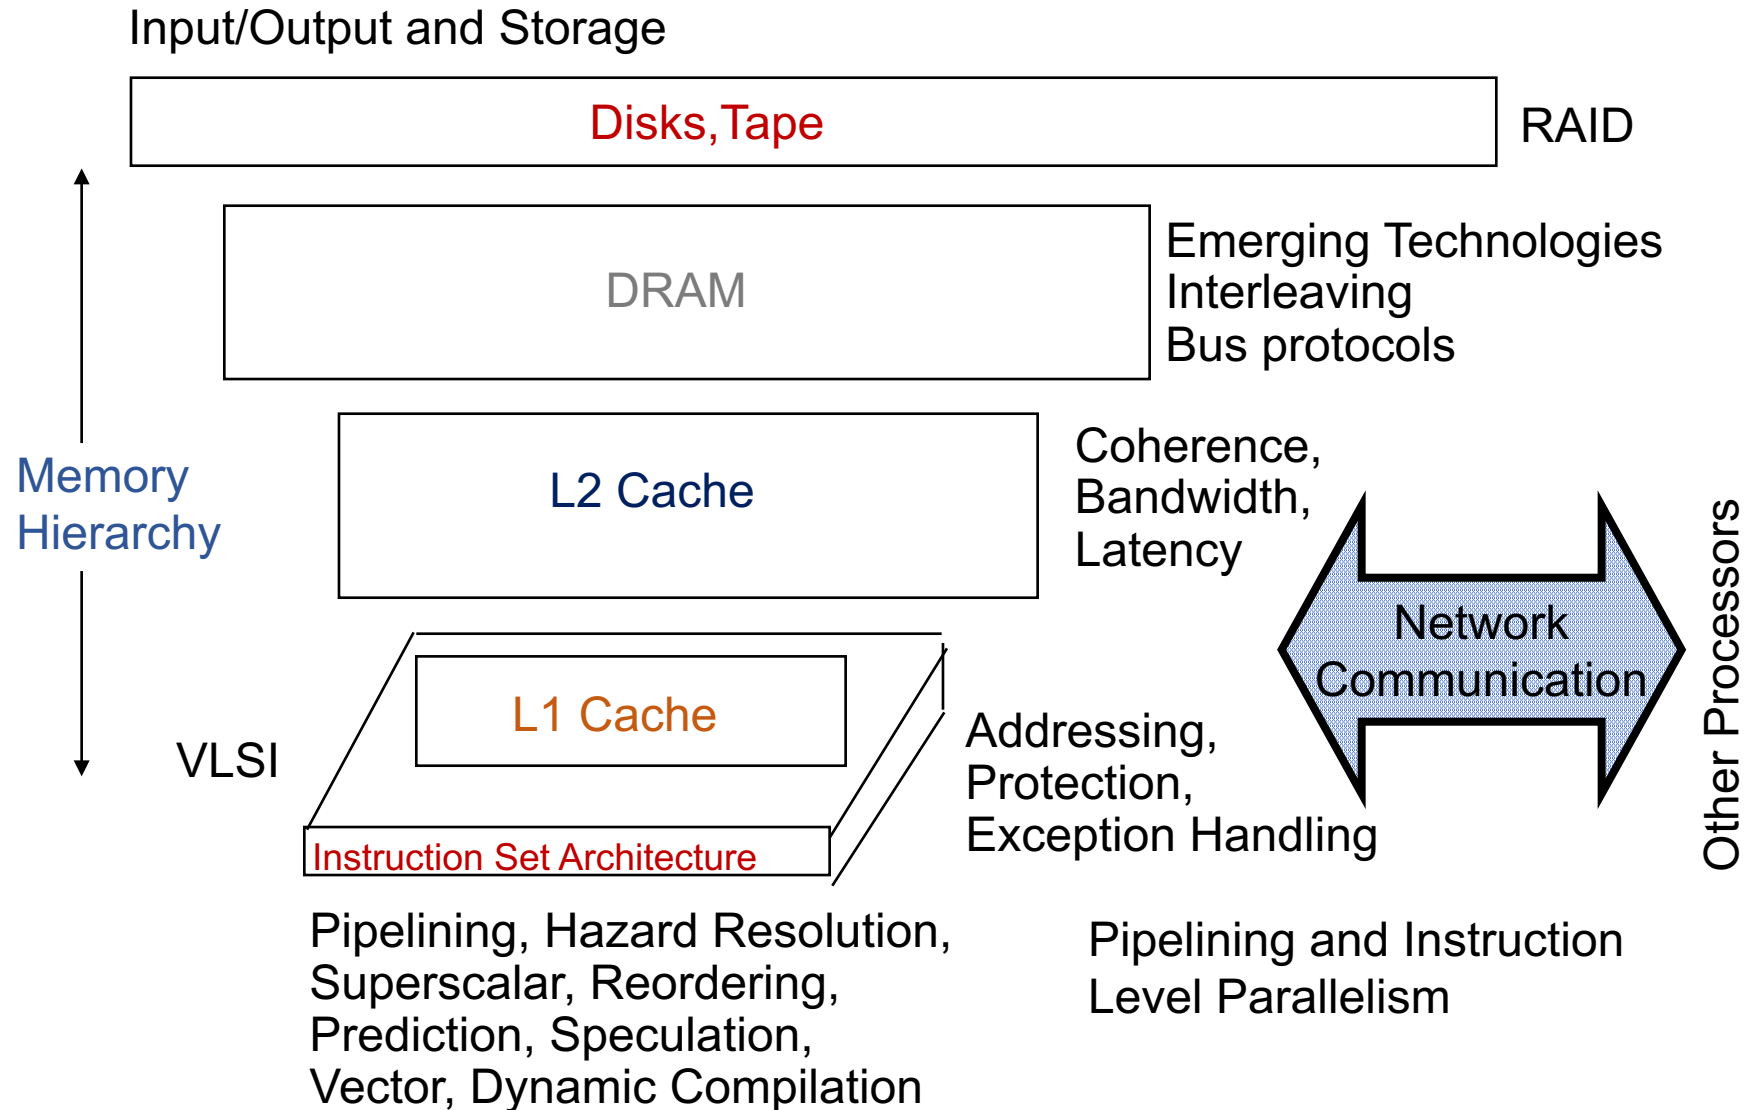 Input/Output and Storage
Disks,Tape
RAID
DRAM
Emerging Technologies
Interleaving
Bus protocols
Memory
Hierarchy
L2 Cache
Coherence,
Bandwidth,
Latency
Network
Communication
Other Processors
L1 Cache
VLSI
Addressing,
Protection,
Exception Handling
Instruction Set Architecture
Pipelining, Hazard Resolution,
Superscalar, Reordering,
Prediction, Speculation,
Vector, Dynamic Compilation
Pipelining and Instruction
Level Parallelism